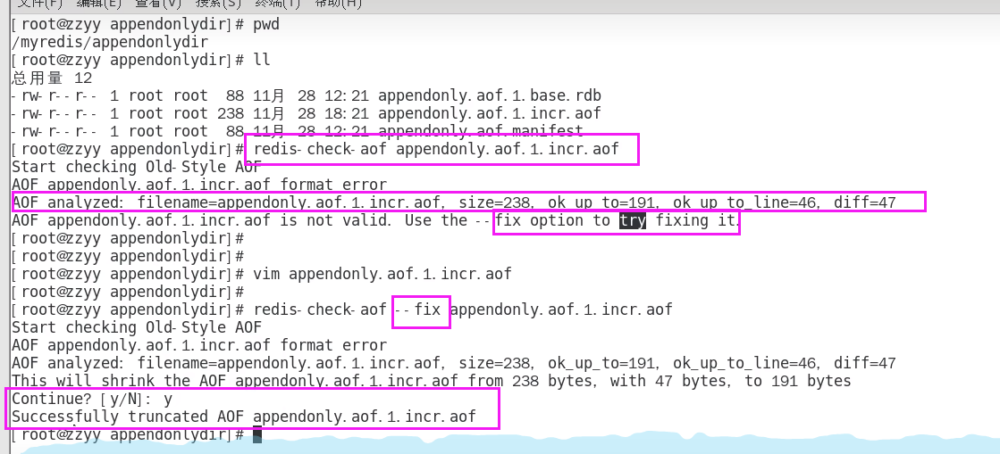 文件(F) 编辑(E) 查看(V) 搜索(S) 终端(T) 帮助(H)
[root@zzyy appendonlydir]# pwd
/myredis/appendonlydir
[root@zzyy appendonlydir]# ll
总用量 12
-rw-r--r-- 1 root root  88 11月 28 12:21 appendonly.aof.1.base.rdb
-rw-r--r-- 1 root root 238 11月 28 18:21 appendonly.aof.1.incr.aof
-rw-r--r-- 1 root root  88 11月 28 12:21 appendonly.aof.manifest
[root@zzyy appendonlydir]# redis-check-aof appendonly.aof.1.incr.aof
Start checking Old-Style AOF
AOF appendonly.aof.1.incr.aof format error
AOF analyzed: filename=appendonly.aof.1.incr.aof, size=238, ok_up_to=191, ok_up_to_line=46, diff=47
AOF appendonly.aof.1.incr.aof is not valid. Use the --fix option to try fixing it.
[root@zzyy appendonlydir]#
[root@zzyy appendonlydir]#
[root@zzyy appendonlydir]# vim appendonly.aof.1.incr.aof
[root@zzyy appendonlydir]#
[root@zzyy appendonlydir]# redis-check-aof --fix appendonly.aof.1.incr.aof
Start checking Old-Style AOF
AOF appendonly.aof.1.incr.aof format error
AOF analyzed: filename=appendonly.aof.1.incr.aof, size=238, ok_up_to=191, ok_up_to_line=46, diff=47
This will shrink the AOF appendonly.aof.1.incr.aof from 238 bytes, with 47 bytes, to 191 bytes
Continue? [y/N]: y
Successfully truncated AOF appendonly.aof.1.incr.aof
[root@zzyy appendonlydir]#